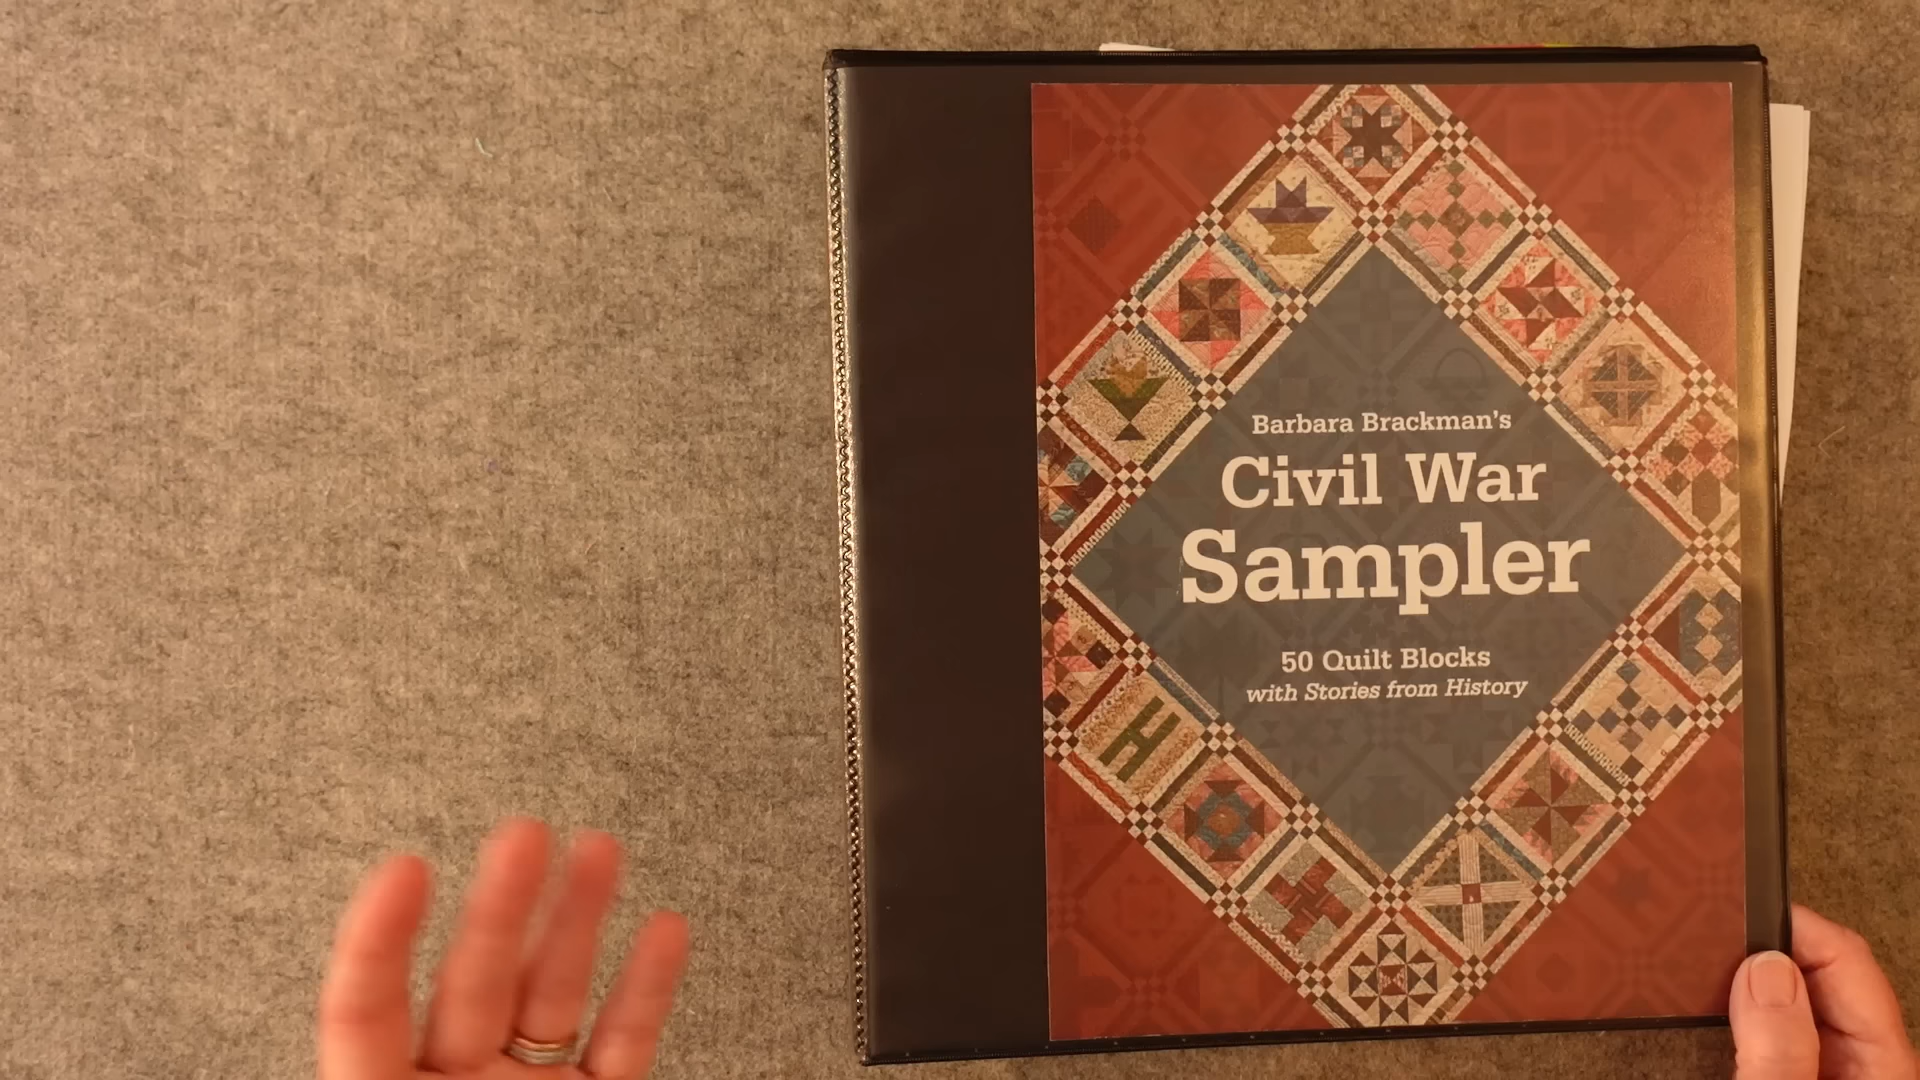 Barbara Brackman's
Civil War
Sampler
50 Quilt Blocks
with Stories from History